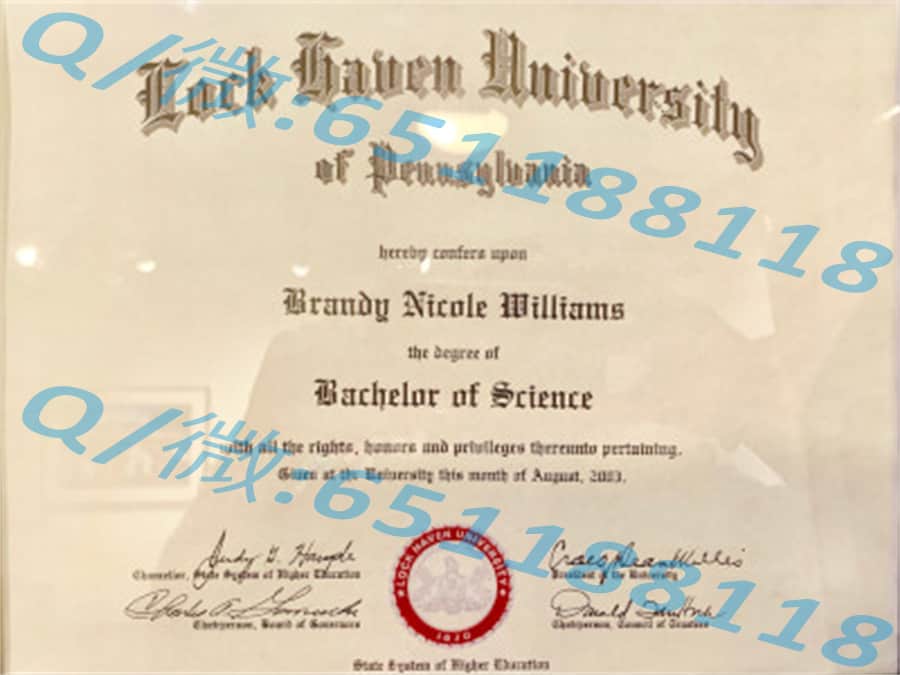 Q/微:651188118
Lock Haven University
of Pennsylvania
hereby confers upon
Brandy Nicole Williams
the degree of
Bachelor of Science
Q/微:651188118
with all the rights, honors and privileges thereunto pertaining.
Given at the University this month of August, 2003.
Chancellor, State System of Higher Education
President of the University
Chairperson, Board of Governors
Chairperson, Council of Trustees
LOCK HAVEN UNIVERSITY
1870
State System of Higher Education